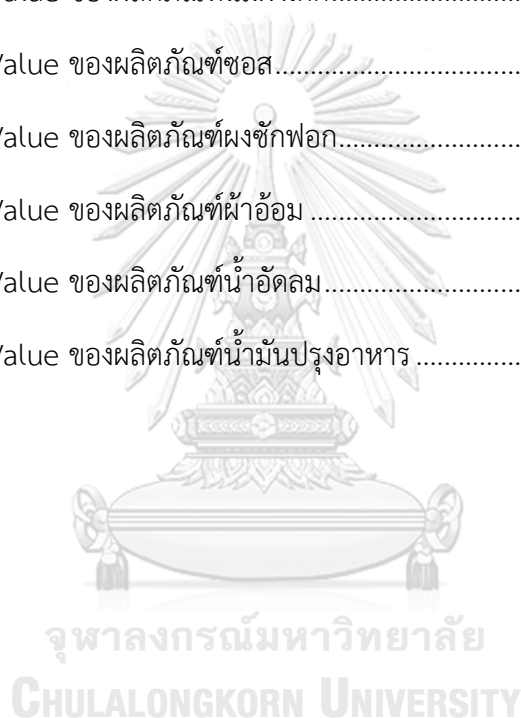 Value ของผลิตภัณฑ์ซอส
Value ของผลิตภัณฑ์ผงซักฟอก
Value ของผลิตภัณฑ์ผ้าอ้อม
Value ของผลิตภัณฑ์น้ำอัดลม
Value ของผลิตภัณฑ์น้ำมันปรุงอาหาร
จุฬาลงกรณ์มหาวิทยาลัย
CHULALONGKORN UNIVERSITY